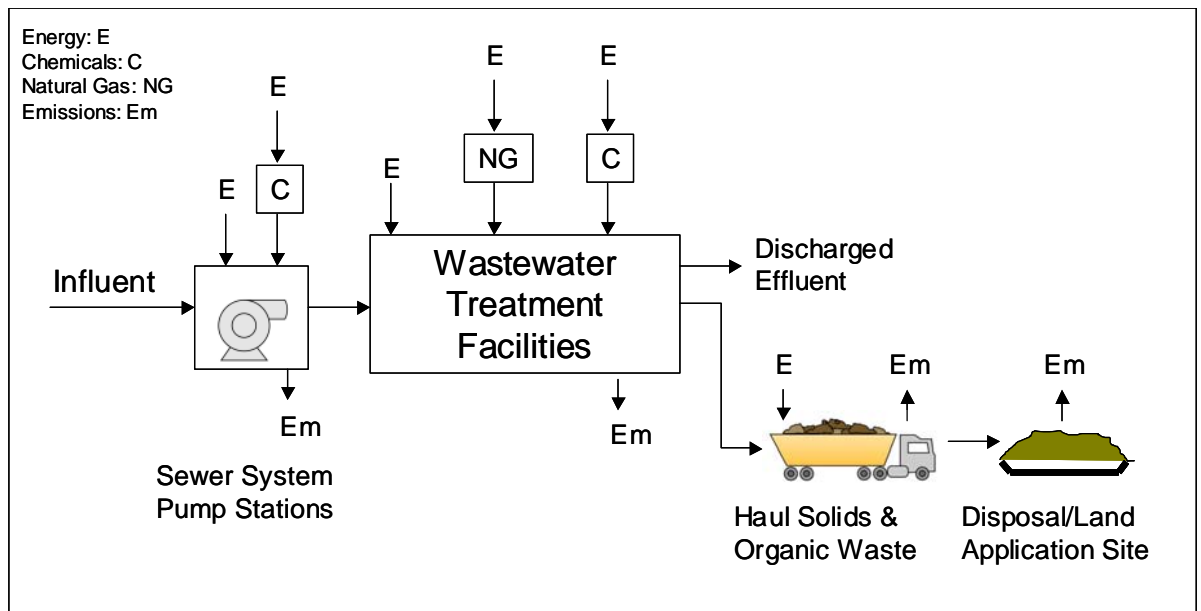 Energy: E
Chemicals: C
Natural Gas: NG
Emissions: Em
E
E
E
E
C
E
NG
C
E
Influent
Wastewater
Treatment
Facilities
Discharged
Effluent
Em
Em
E
Em
Em
Sewer System
Pump Stations
Haul Solids &
Organic Waste
Disposal/Land
Application Site